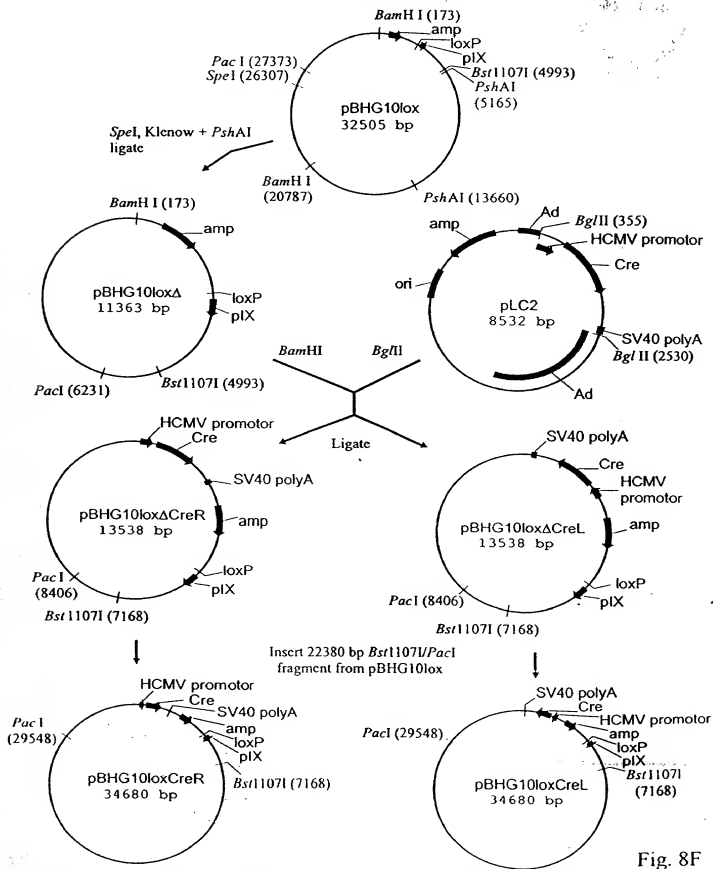 BamH I (173)
amp
loxP
pIX
Pac I (27373)
SpeI (26307)
Bst1107I (4993)
PshAI
(5165)
pBHG10lox
32505 bp
SpeI, Klenow + PshAI
ligate
BamH I
(20787)
PshAI (13660)
BamH I (173)
amp
pBHG10loxΔ
11363 bp
loxP
pIX
PacI (6231)
Bst1107I (4993)
Ad
BglII (355)
HCMV promotor
amp
Cre
ori
pLC2
8532 bp
SV40 polyA
Bgl II (2530)
Ad
BamHI
BglII
Ligate
HCMV promotor
Cre
SV40 polyA
pBHG10loxΔCreR
13538 bp
amp
PacI
(8406)
loxP
pIX
Bst1107I (7168)
SV40 polyA
Cre
HCMV
promotor
pBHG10loxΔCreL
13538 bp
amp
PacI (8406)
loxP
pIX
Bst1107I (7168)
Insert 22380 bp Bst1107I/PacI
fragment from pBHG10lox
HCMV promotor
Cre
SV40 polyA
amp
loxP
pIX
Pac I
(29548)
Bst1107I (7168)
pBHG10loxCreR
34680 bp
SV40 polyA
Cre
HCMV promotor
amp
loxP
pIX
PacI (29548)
Bst1107I
(7168)
pBHG10loxCreL
34680 bp
Fig. 8F